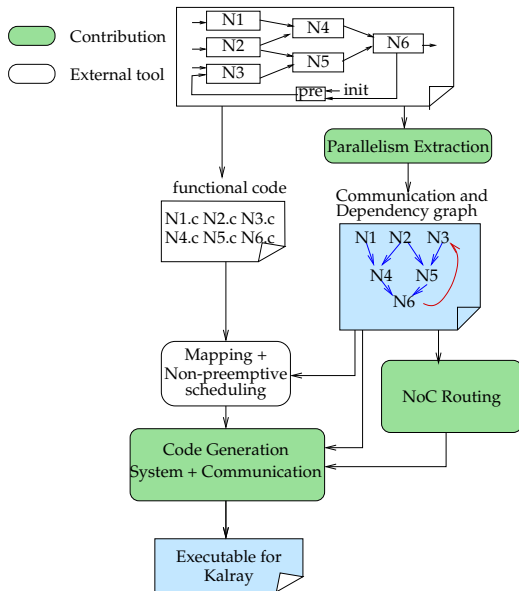 Contribution
External tool
N1
N2
N3
N4
N5
N6
pre
init
Parallelism Extraction
functional code
N1.c N2.c N3.c
N4.c N5.c N6.c
Communication and
Dependency graph
N1 N2 N3
N4 N5
N6
Mapping +
Non-preemptive
scheduling
NoC Routing
Code Generation
System + Communication
Executable for
Kalray